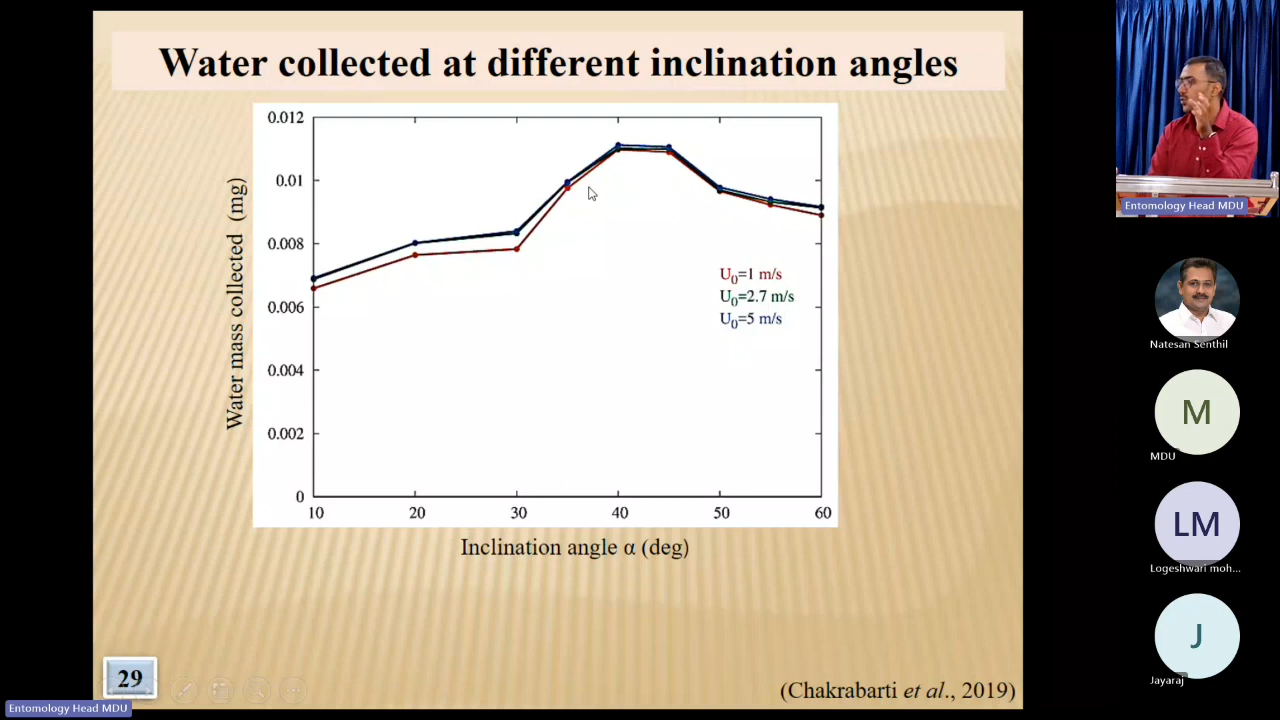 Water collected at different inclination angles
0.012
0.01
0.008
0.006
0.004
0.002
0
Water mass collected (mg)
U0=1 m/s
U0=2.7 m/s
U0=5 m/s
10 20 30 40 50 60
Inclination angle α (deg)
29
(Chakrabarti et al., 2019)
Entomology Head MDU
Entomology Head MDU
Natesan Senthil
M
MDU
LM
Logeshwari moh...
J
Jayaraj